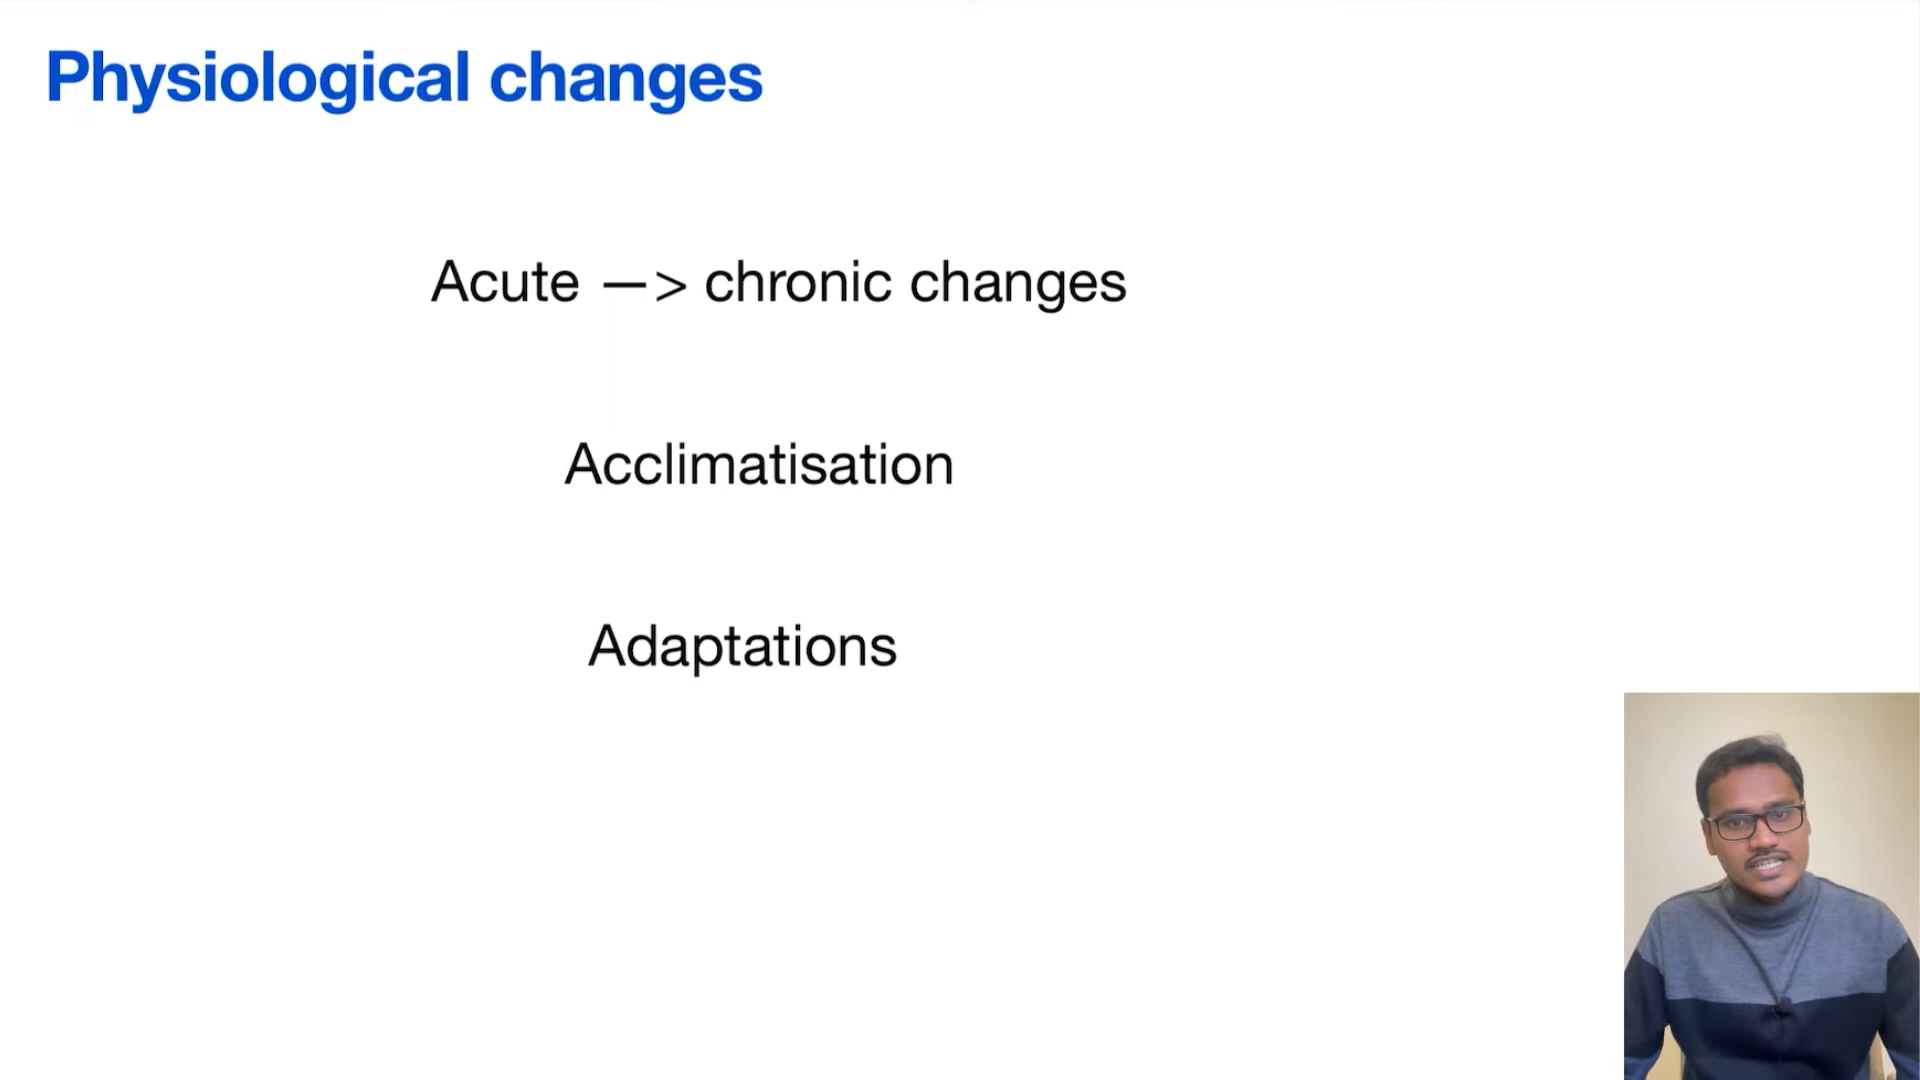 Physiological changes
Acute —> chronic changes
Acclimatisation
Adaptations